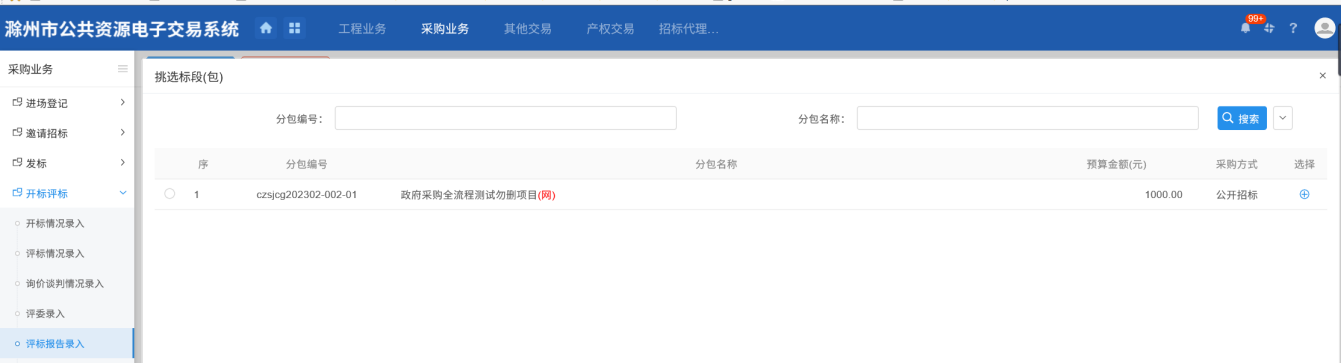 滁州市公共资源电子交易系统 工程业务 采购业务 其他交易 产权交易 招标代理... 99+ ?
采购业务
挑选标段(包) ×
进场登记
邀请招标
发标
开标评标
开标情况录入
评标情况录入
询价谈判情况录入
评委录入
评标报告录入
分包编号: 分包名称: 搜索
序 分包编号 分包名称 预算金额(元) 采购方式 选择
1 czsjcg202302-002-01 政府采购全流程测试勿删项目(网) 1000.00 公开招标